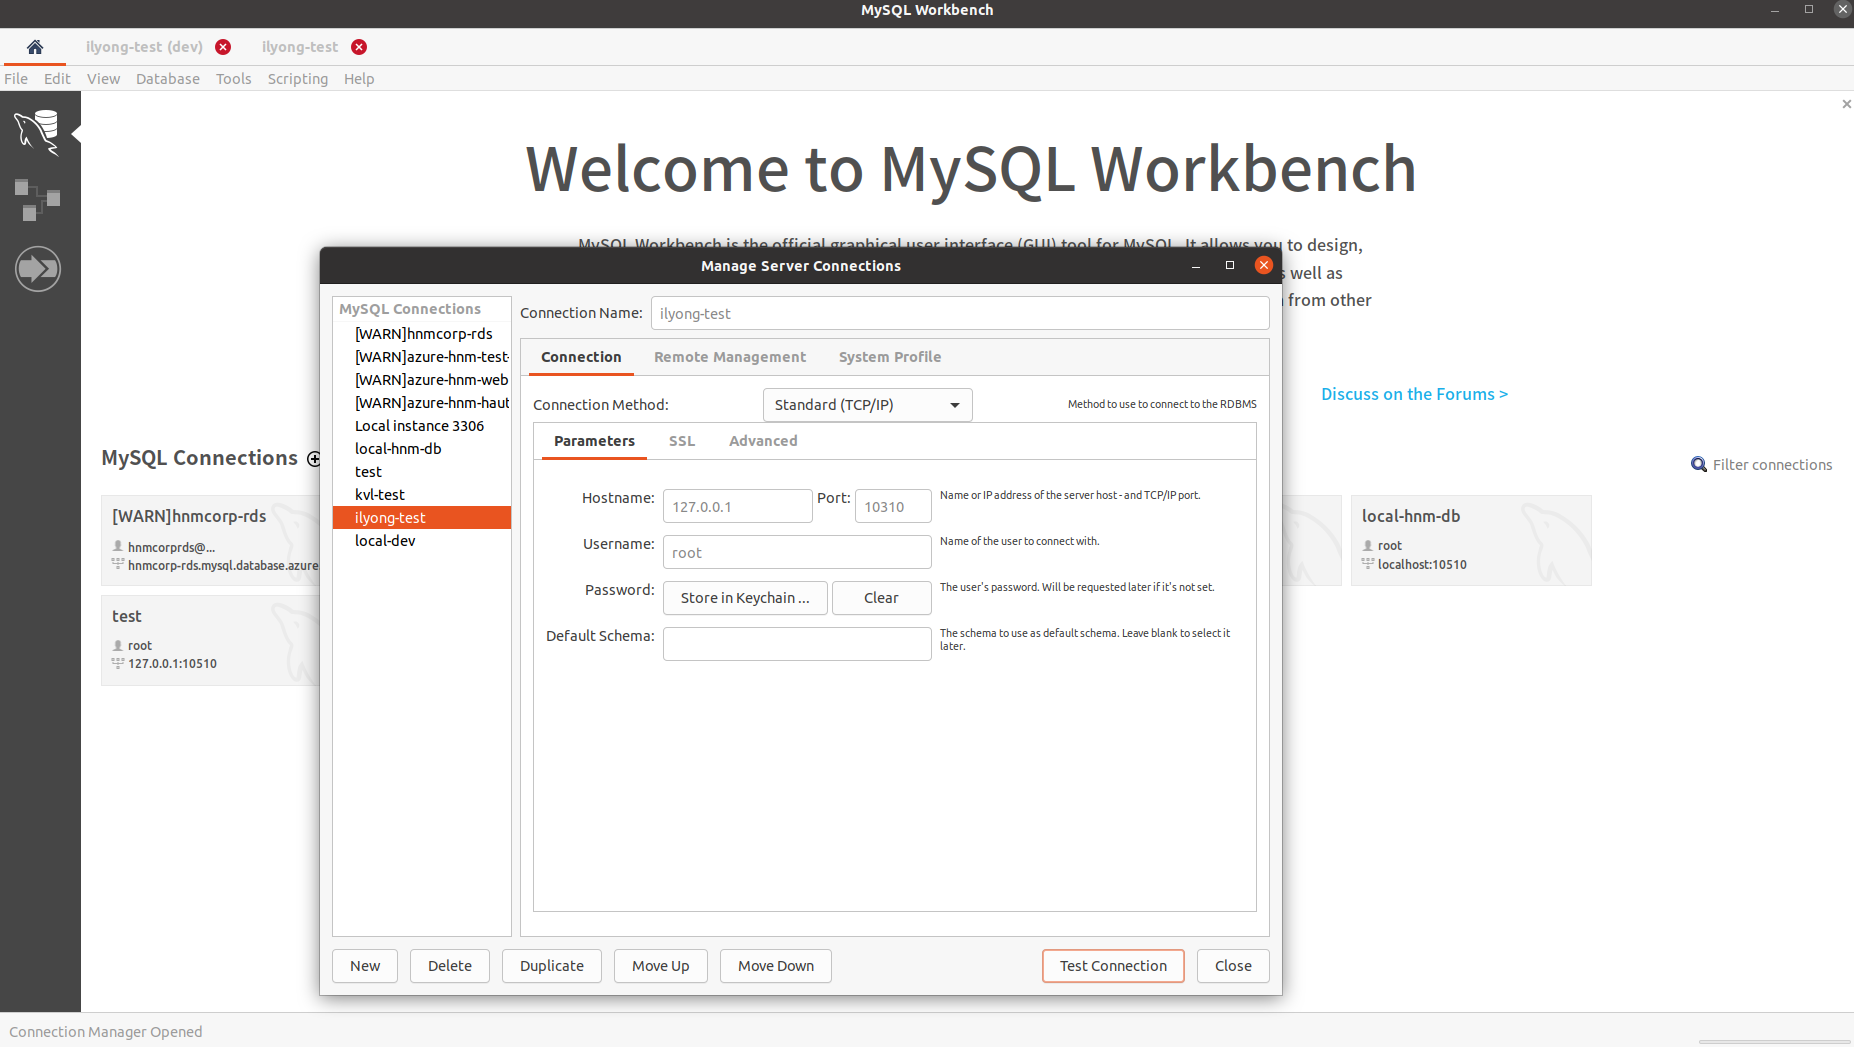 MySQL Workbench
ilyong-test (dev)
ilyong-test
File Edit View Database Tools Scripting Help
Welcome to MySQL Workbench
MySQL Workbench is the official graphical user interface (GUI) tool for MySQL. It allows you to design,
well as
from other
Discuss on the Forums >
MySQL Connections
Filter connections
[WARN]hnmcorp-rds
hnmcorprds@...
hnmcorp-rds.mysql.database.azure
test
root
127.0.0.1:10510
local-hnm-db
root
localhost:10510
Manage Server Connections
MySQL Connections
[WARN]hnmcorp-rds
[WARN]azure-hnm-test-
[WARN]azure-hnm-web
[WARN]azure-hnm-haut
Local instance 3306
local-hnm-db
test
kvl-test
ilyong-test
local-dev
Connection Name: ilyong-test
Connection Remote Management System Profile
Connection Method: Standard (TCP/IP) Method to use to connect to the RDBMS
Parameters SSL Advanced
Hostname: 127.0.0.1 Port: 10310 Name or IP address of the server host - and TCP/IP port.
Username: root Name of the user to connect with.
Password: Store in Keychain ... Clear The user's password. Will be requested later if it's not set.
Default Schema: The schema to use as default schema. Leave blank to select it
later.
New Delete Duplicate Move Up Move Down Test Connection Close
Connection Manager Opened